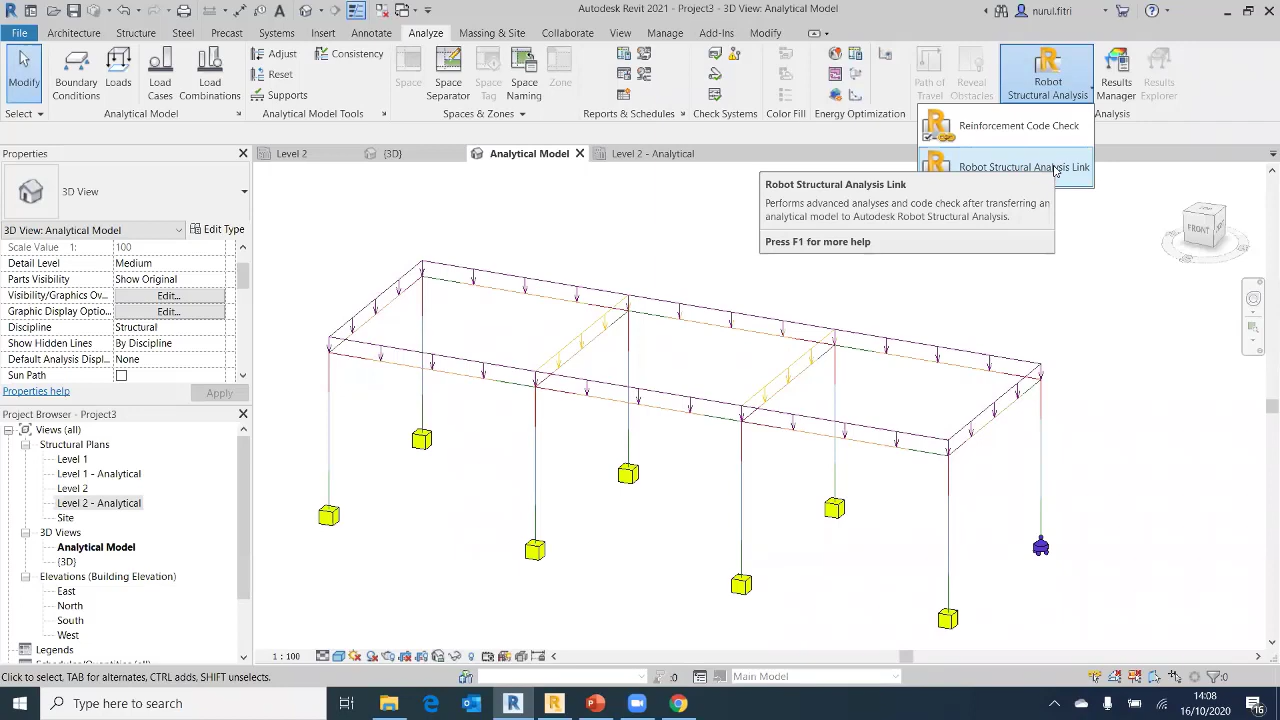 Autodesk Revit 2021 - Project3 - 3D View: Analytical Model
nurul.fitri
File Architecture Structure Steel Precast Systems Insert Annotate Analyze Massing & Site Collaborate View Manage Add-Ins Modify
Modify
Boundary
Conditions
Loads
Load
Cases
Load
Combinations
Adjust
Reset
Supports
Consistency
Space
Space
Separator
Space
Tag
Space
Naming
Zone
Path of
Travel
Reveal
Obstacles
Robot
Structural Analysis
Results
Manager
Results
Explorer
Select
Analytical Model
Analytical Model Tools
Spaces & Zones
Reports & Schedules
Check Systems
Color Fill
Energy Optimization
Analysis
Reinforcement Code Check
Robot Structural Analysis Link
Robot Structural Analysis Link
Performs advanced analyses and code check after transferring an
analytical model to Autodesk Robot Structural Analysis.
Press F1 for more help
Level 2
{3D}
Analytical Model
Level 2 - Analytical
FRONT
Properties
3D View
3D View: Analytical Model
Edit Type
Scale Value 1: 100
Detail Level Medium
Parts Visibility Show Original
Visibility/Graphics Ov... Edit...
Graphic Display Optio... Edit...
Discipline Structural
Show Hidden Lines By Discipline
Default Analysis Displ... None
Sun Path
Properties help
Apply
Project Browser - Project3
Views (all)
Structural Plans
Level 1
Level 1 - Analytical
Level 2
Level 2 - Analytical
Site
3D Views
Analytical Model
{3D}
Elevations (Building Elevation)
East
North
South
West
Legends
1 : 100
Click to select, TAB for alternates, CTRL adds, SHIFT unselects.
:0
Main Model
:0
Type here to search
14:08
16/10/2020
16